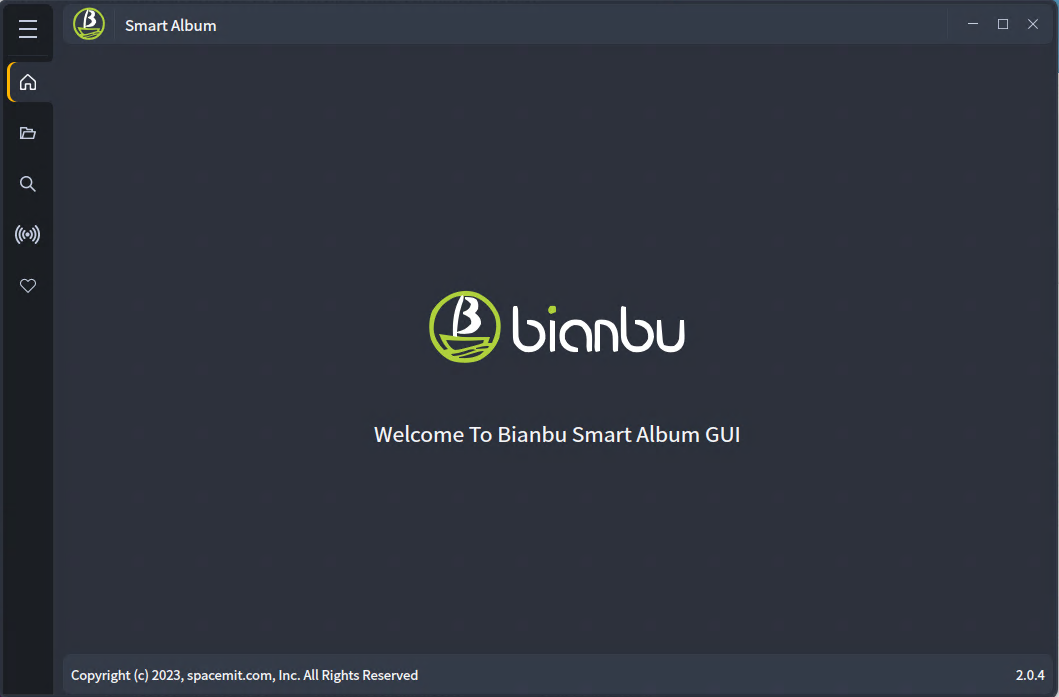 Smart Album
bianbu
Welcome To Bianbu Smart Album GUI
Copyright (c) 2023, spacemit.com, Inc. All Rights Reserved
2.0.4